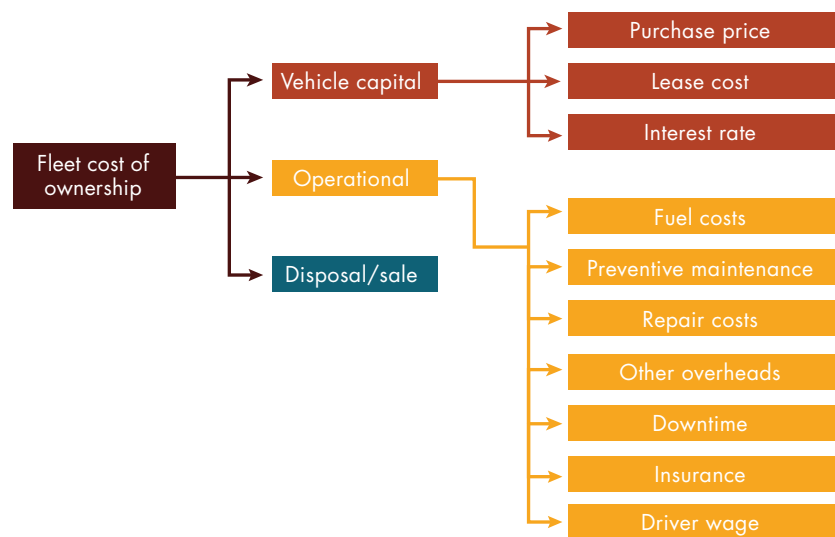 Fleet cost of
ownership
Vehicle capital
Operational
Disposal/sale
Purchase price
Lease cost
Interest rate
Fuel costs
Preventive maintenance
Repair costs
Other overheads
Downtime
Insurance
Driver wage